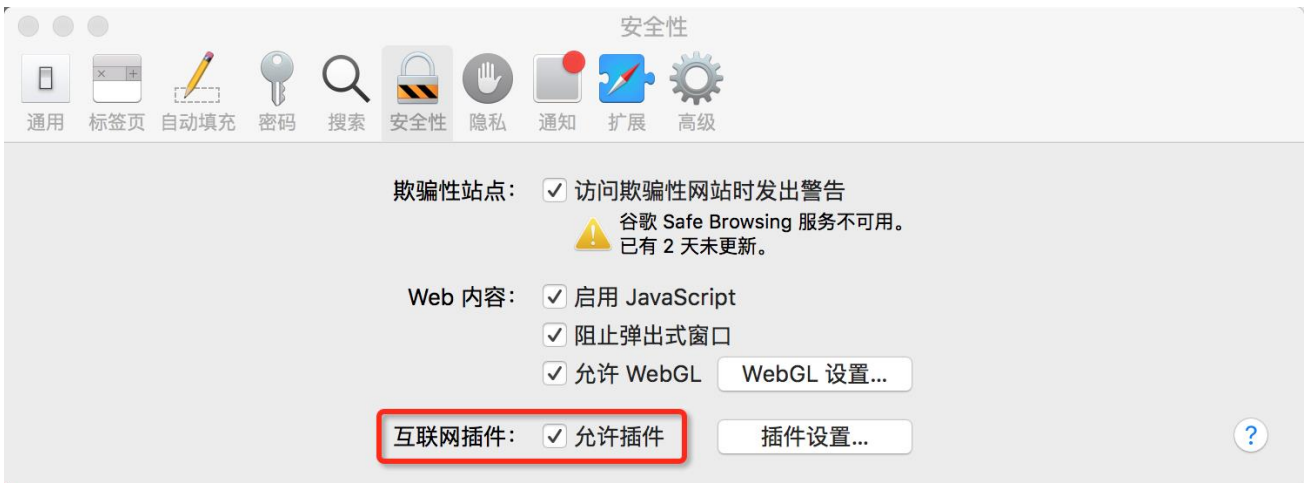 安全性
通用 标签页 自动填充 密码 搜索 安全性 隐私 通知 扩展 高级
欺骗性站点： 访问欺骗性网站时发出警告
谷歌 Safe Browsing 服务不可用。
已有 2 天未更新。
Web 内容： 启用 JavaScript
阻止弹出式窗口
允许 WebGL WebGL 设置...
互联网插件： 允许插件 插件设置... ?